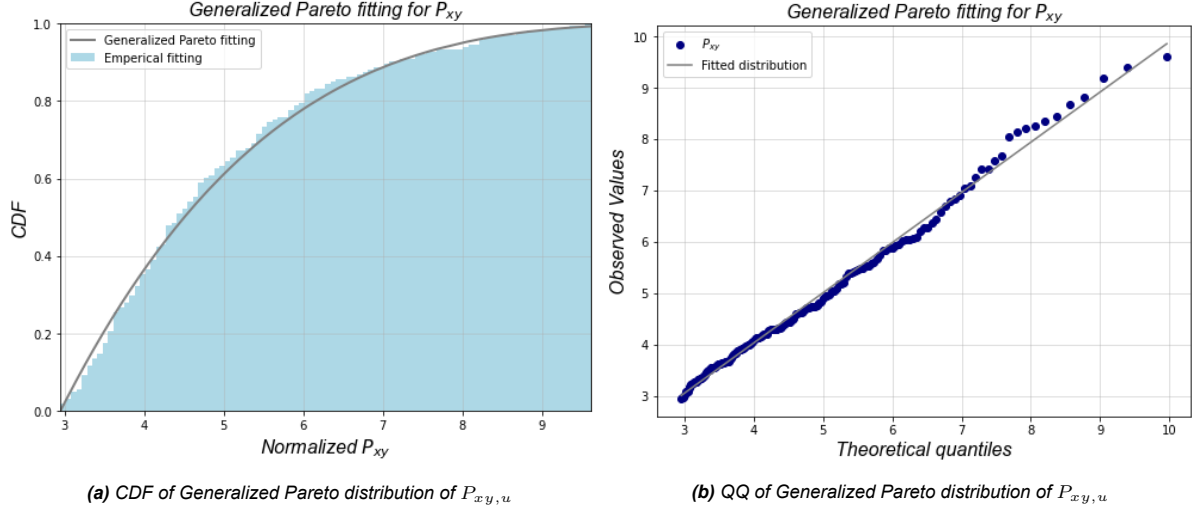 Generalized Pareto fitting for P_xy
Generalized Pareto fitting
Emperical fitting
1.0
0.8
0.6
0.4
0.2
0.0
CDF
3 4 5 6 7 8 9
Normalized P_xy
(a) CDF of Generalized Pareto distribution of P_xy,u
Generalized Pareto fitting for P_xy
P_xy
Fitted distribution
10
9
8
7
6
5
4
3
Observed Values
3 4 5 6 7 8 9 10
Theoretical quantiles
(b) QQ of Generalized Pareto distribution of P_xy,u